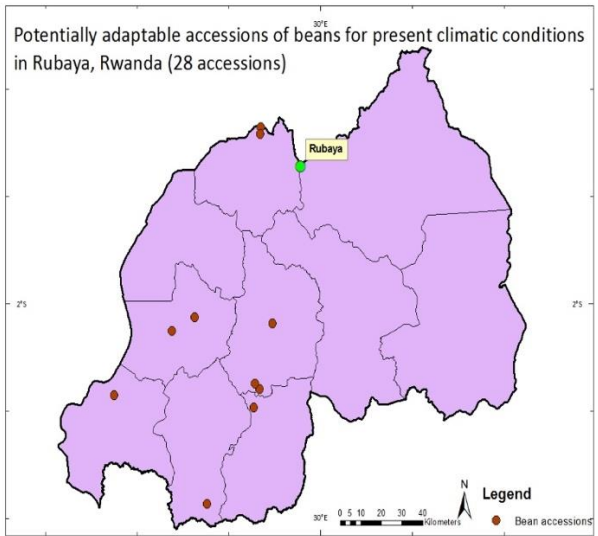 30°E
Potentially adaptable accessions of beans for present climatic conditions
in Rubaya, Rwanda (28 accessions)
Rubaya
2°S
2°S
N
Legend
0 5 10 20 30 40
Kilometers
Bean accessions
30°E